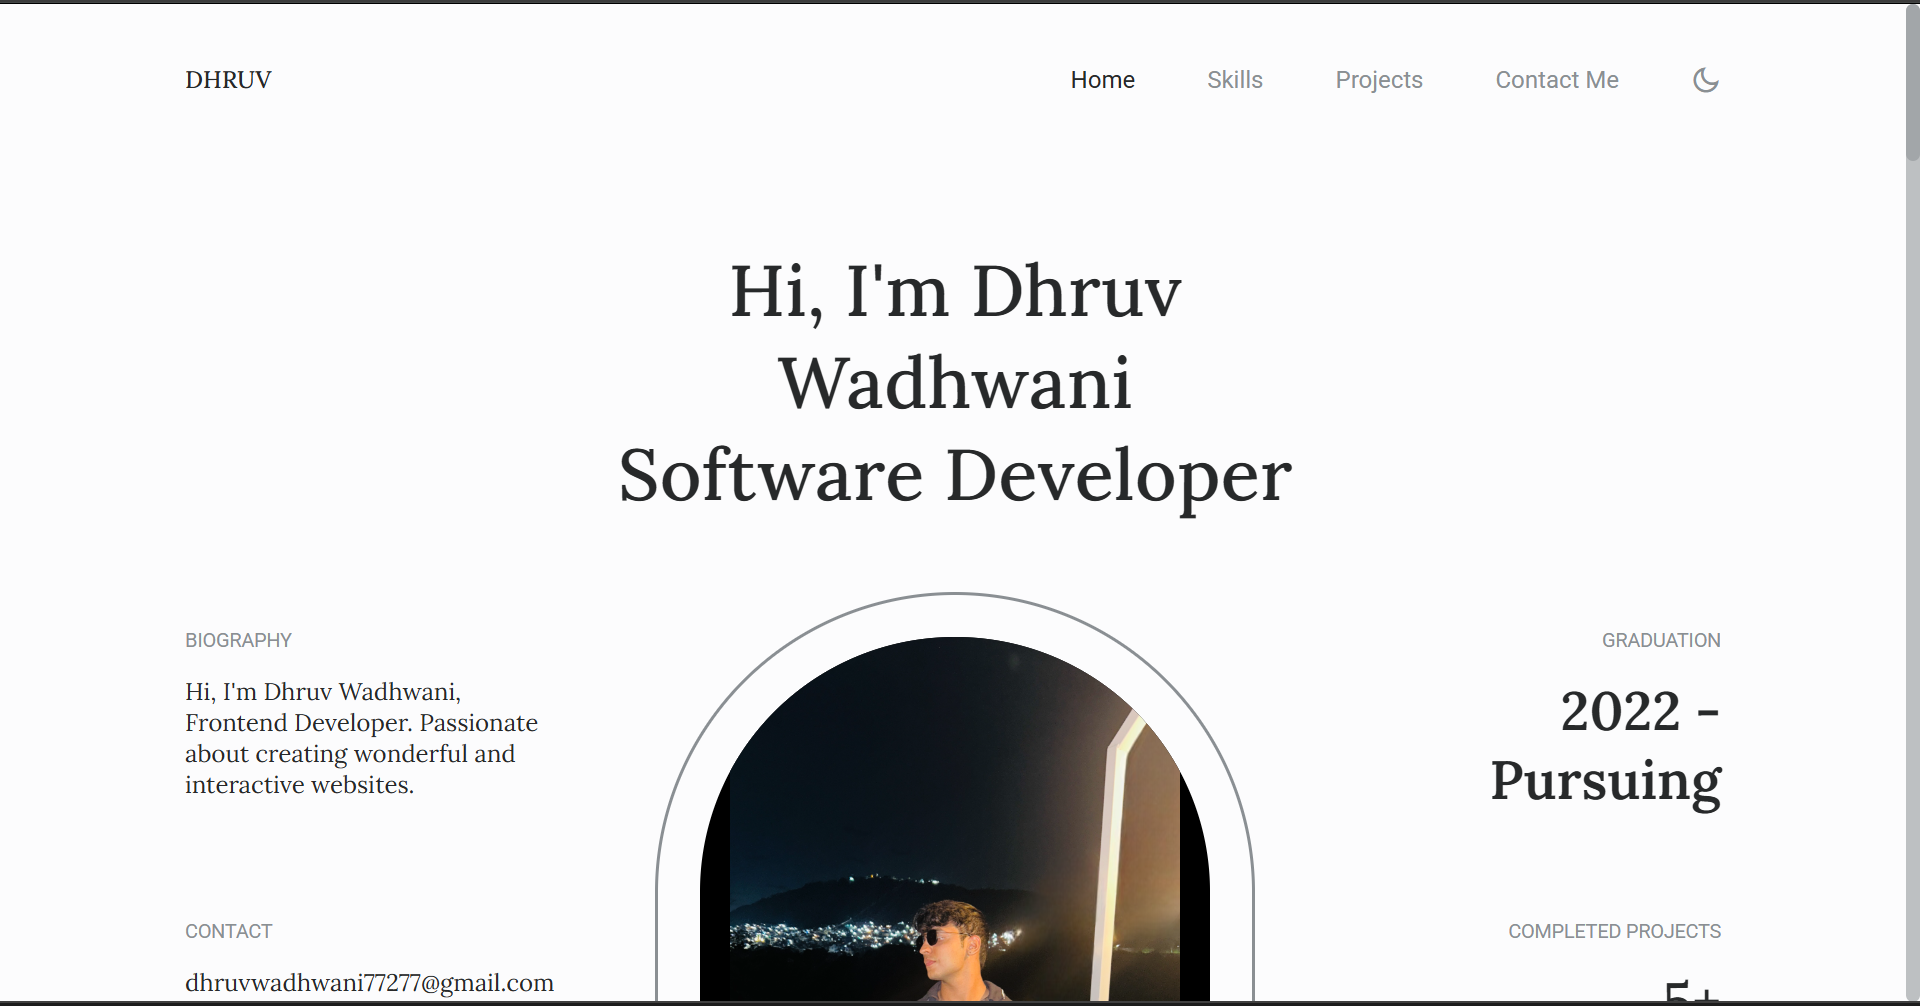 DHRUV
Home
Skills
Projects
Contact Me
Hi, I'm Dhruv
Wadhwani
Software Developer
BIOGRAPHY
Hi, I'm Dhruv Wadhwani,
Frontend Developer. Passionate
about creating wonderful and
interactive websites.
CONTACT
dhruvwadhwani77277@gmail.com
GRADUATION
2022 -
Pursuing
COMPLETED PROJECTS
5+